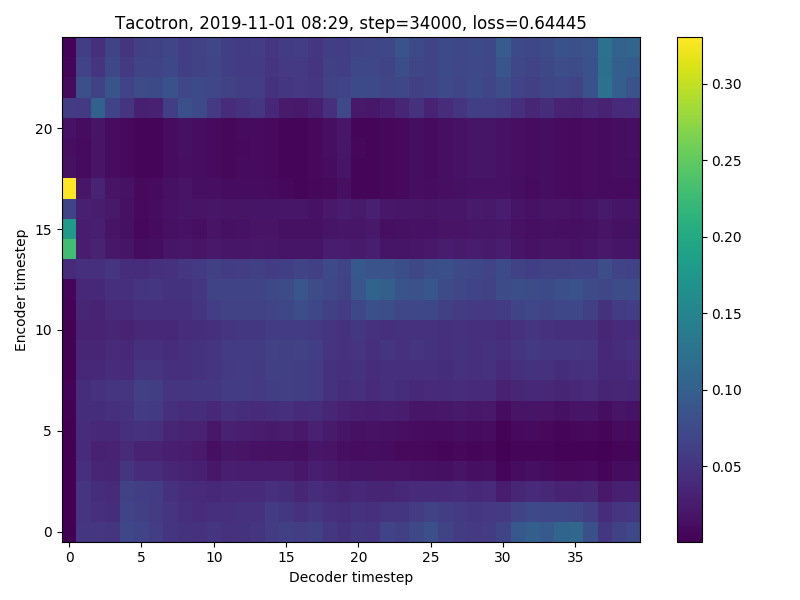 Tacotron, 2019-11-01 08:29, step=34000, loss=0.64445
Encoder timestep
20
15
10
5
0
0 5 10 15 20 25 30 35
Decoder timestep
0.30
0.25
0.20
0.15
0.10
0.05